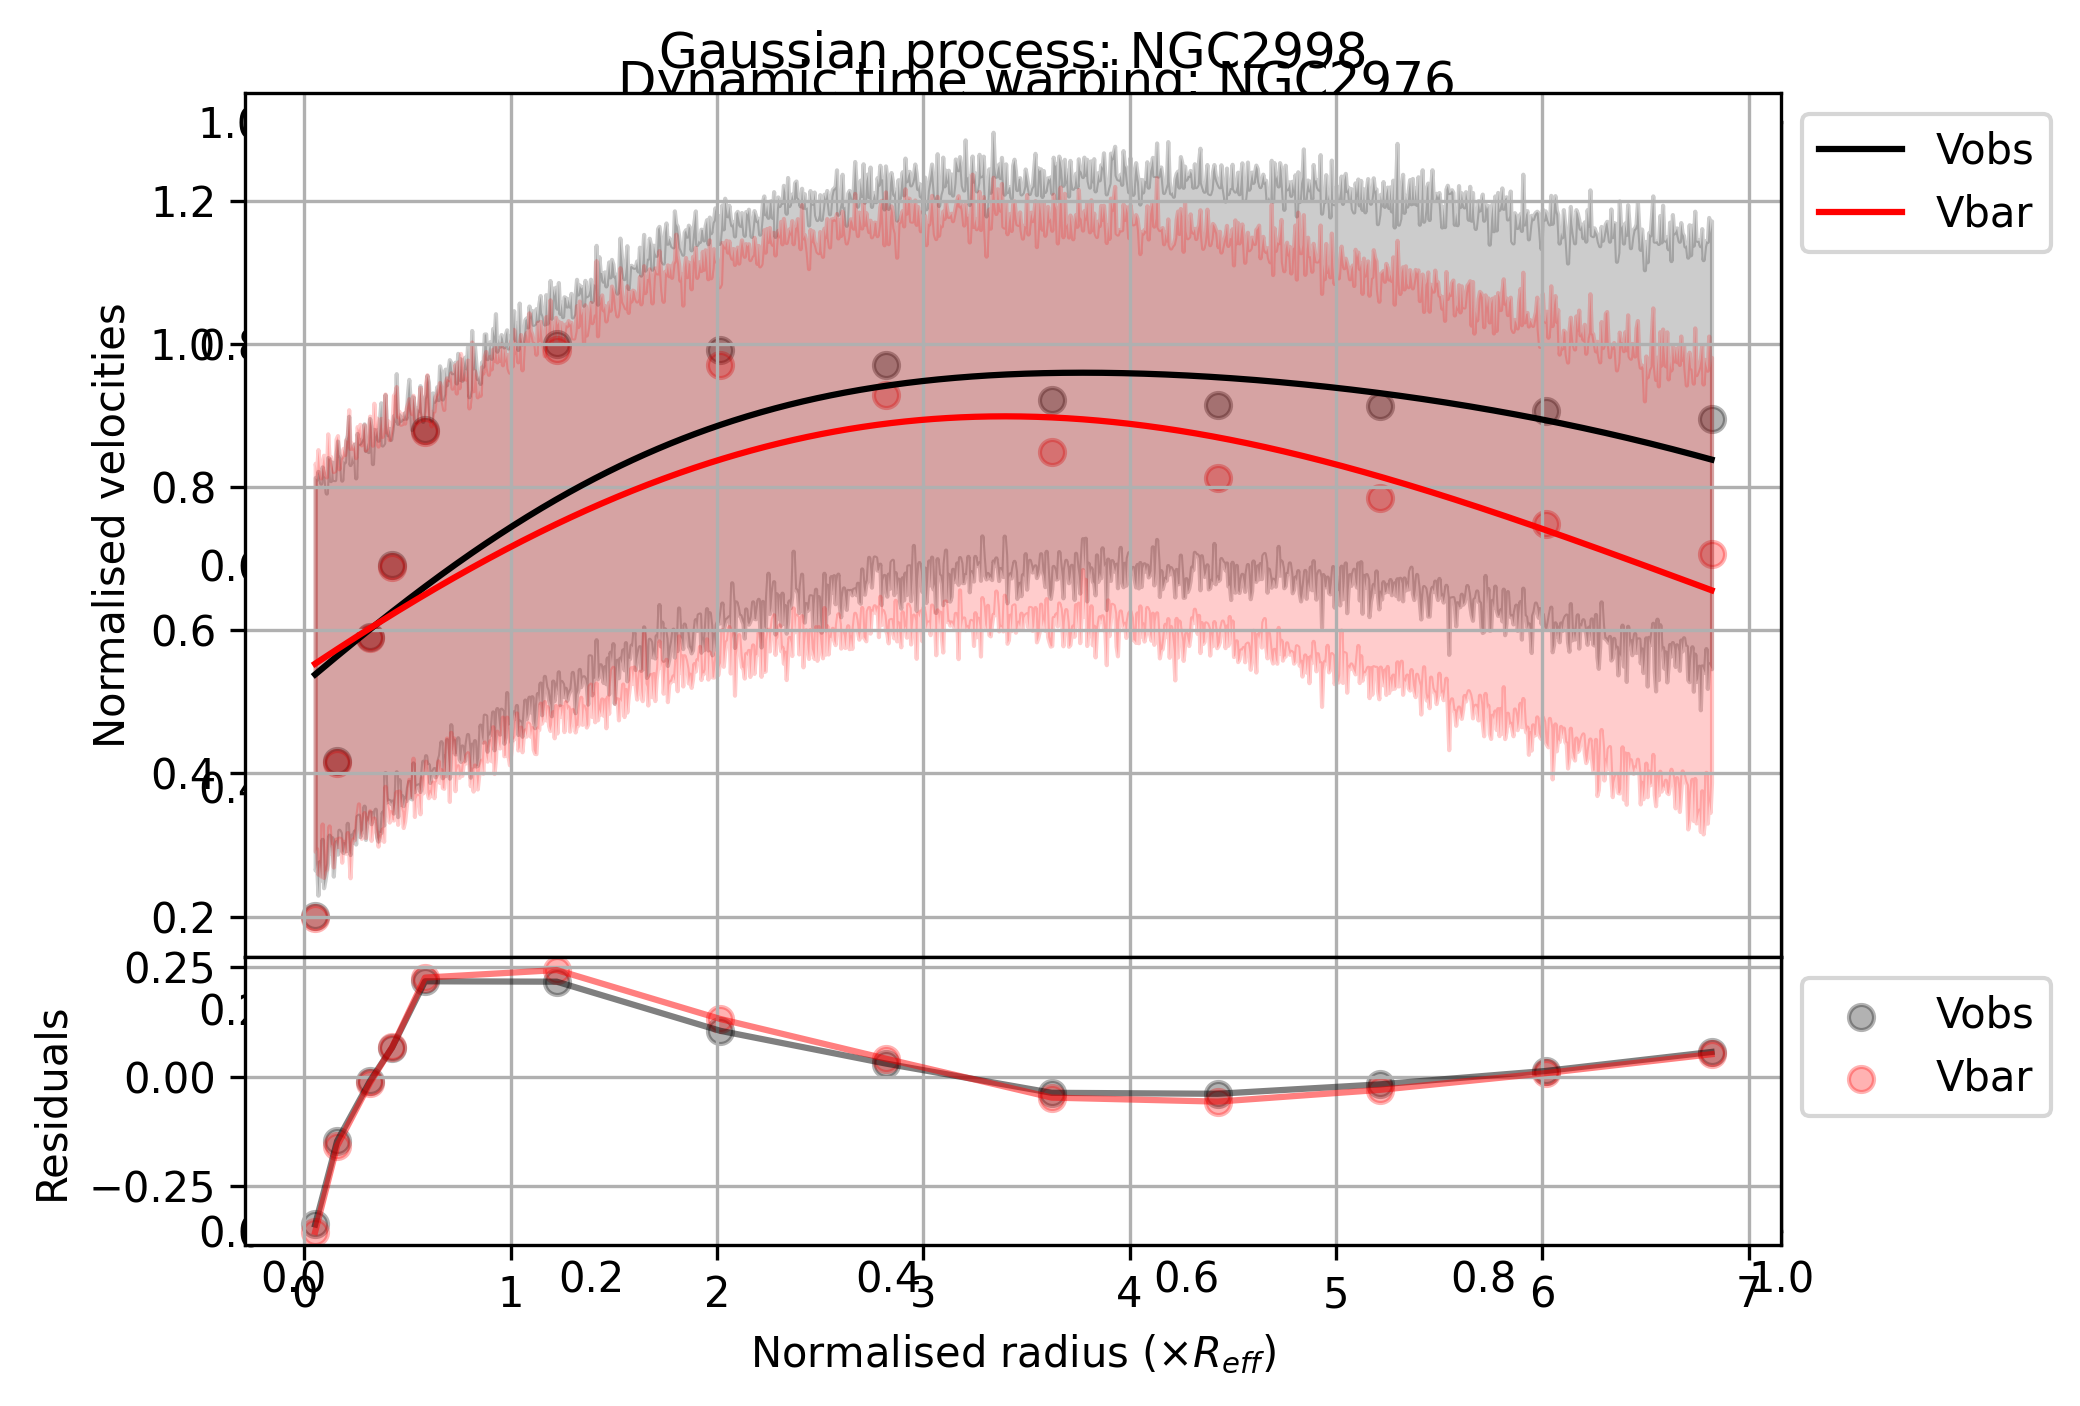 Gaussian process: NGC2998
Dynamic time warping: NGC2976
Normalised velocities
1.2
1.0
0.8
0.6
0.4
0.2
Vobs
Vbar
Residuals
0.25
0.00
−0.25
Vobs
Vbar
0.0 0.2 0.4 0.6 0.8 1.0
0 1 2 3 4 5 6 7
Normalised radius (×R_eff)